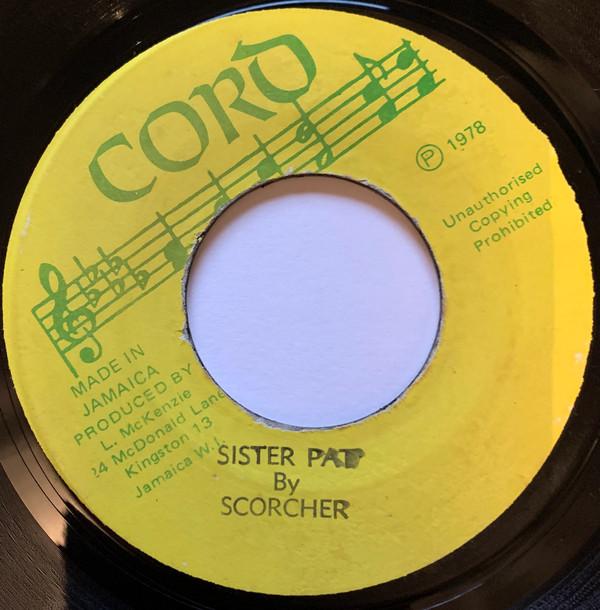 CORD
℗ 1978
Unauthorised
Copying
Prohibited
MADE IN
JAMAICA
PRODUCED BY
L. McKenzie
24 McDonald Lane
Kingston 13
Jamaica W.I.
SISTER PAT
By
SCORCHER